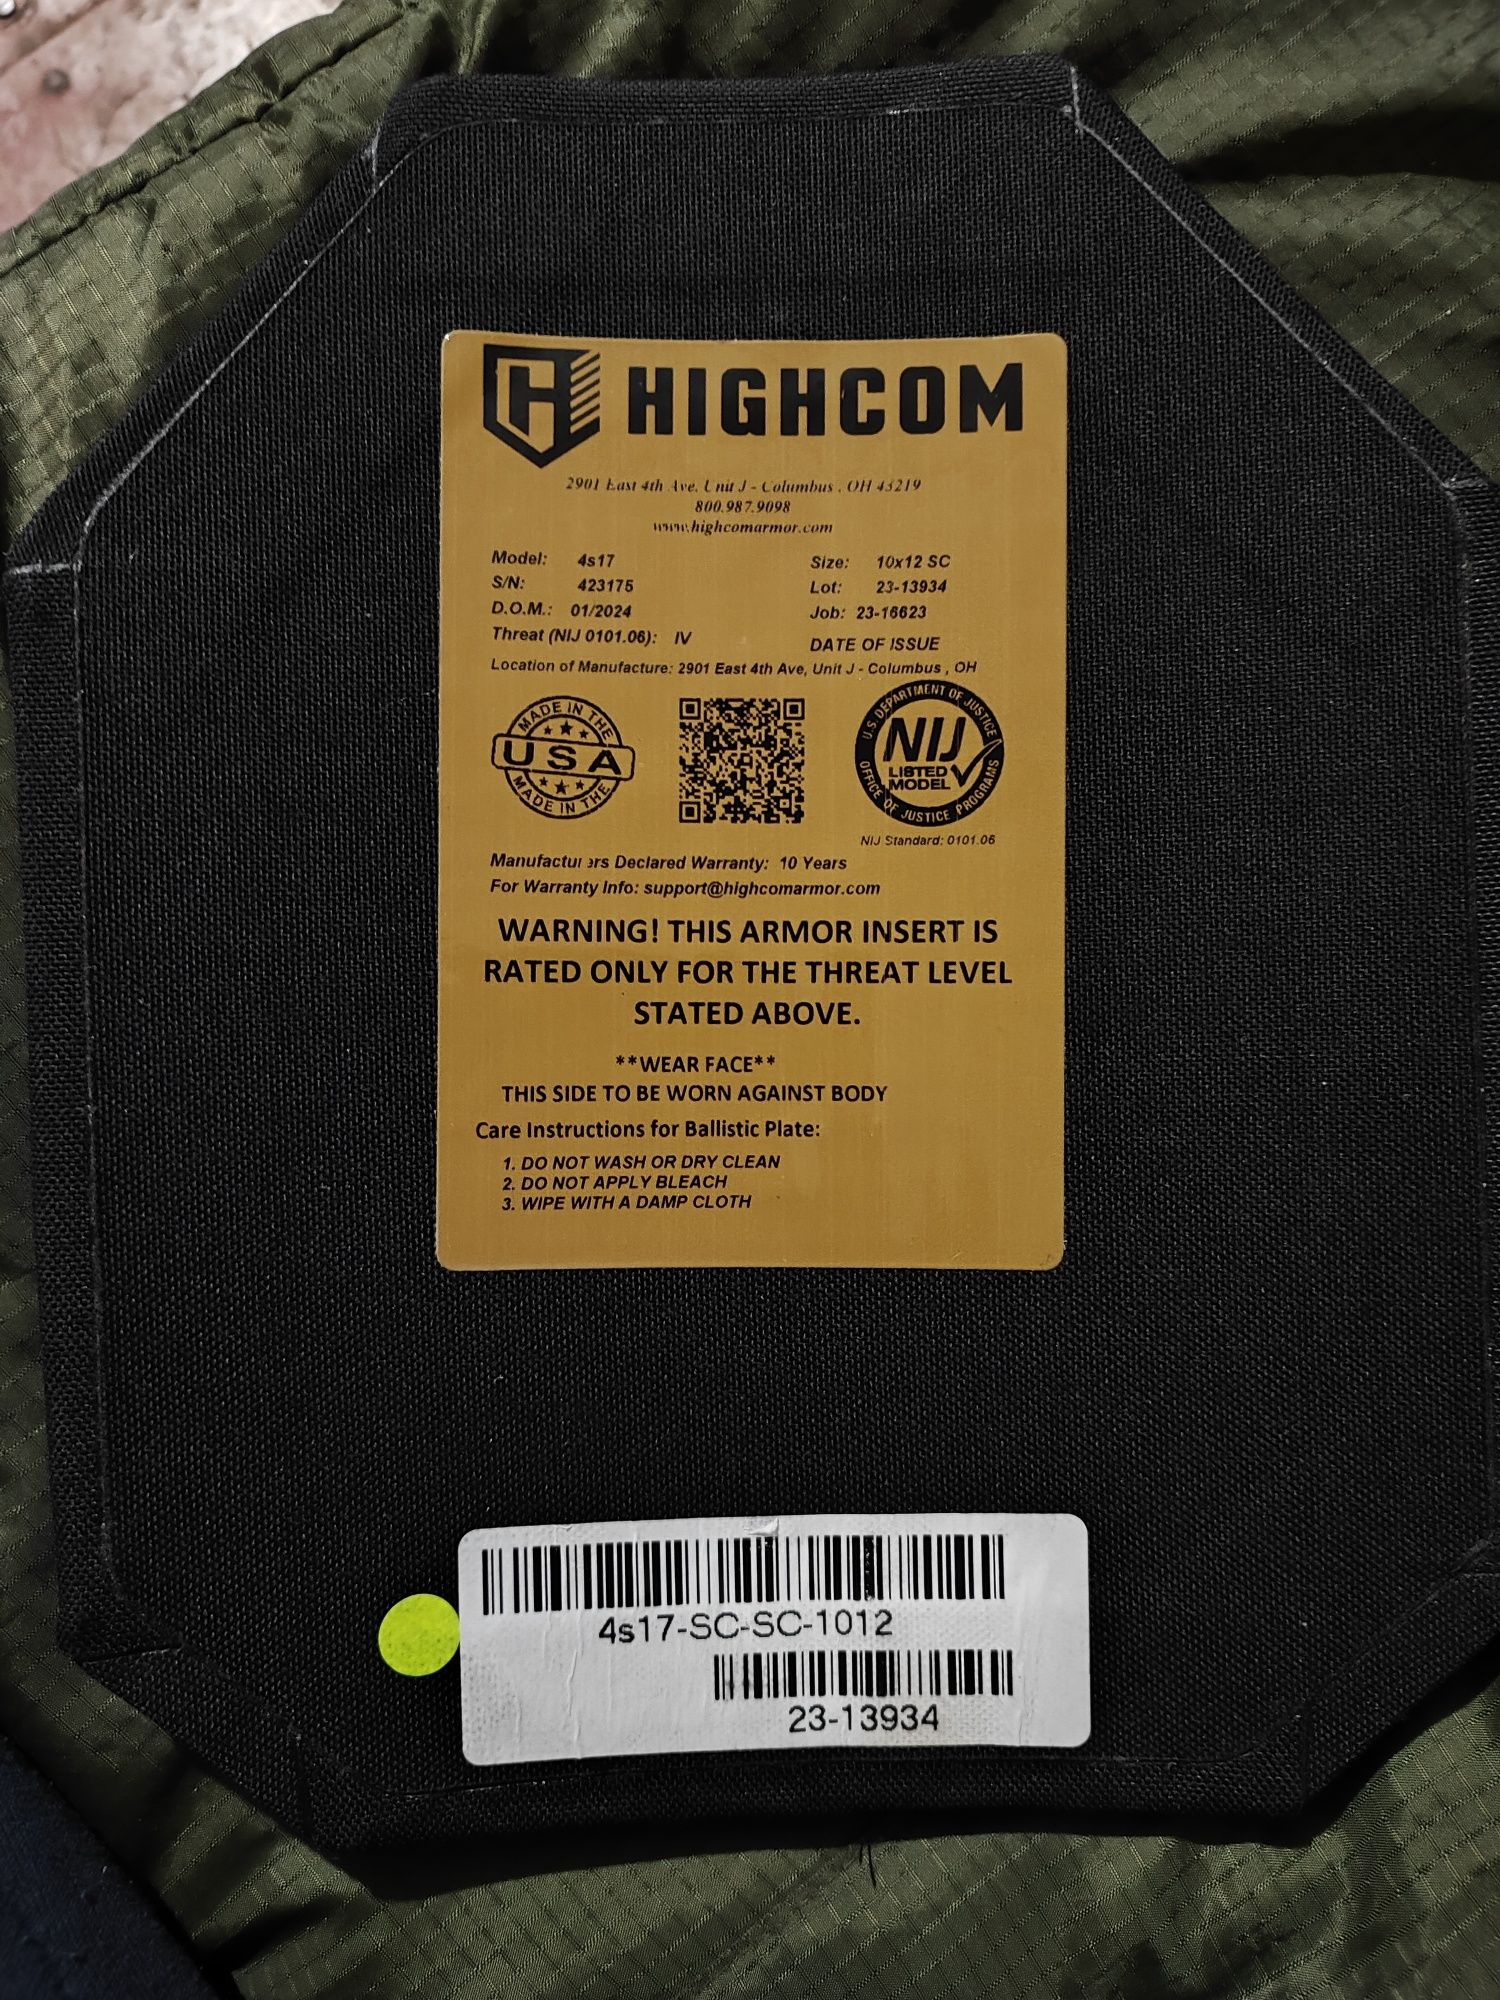 H HIGHCOM
2901 East 4th Ave, Unit J - Columbus , OH 43219
800.987.9098
www.highcomarmor.com
Model: 4s17 Size: 10x12 SC
S/N: 423175 Lot: 23-13934
D.O.M.: 01/2024 Job: 23-16623
Threat (NIJ 0101.06): IV DATE OF ISSUE
Location of Manufacture: 2901 East 4th Ave, Unit J - Columbus , OH
MADE IN THE
USA
MADE IN THE
U.S. DEPARTMENT OF JUSTICE
NIJ
LISTED
MODEL
OFFICE OF JUSTICE PROGRAMS
NIJ Standard: 0101.06
Manufacturers Declared Warranty: 10 Years
For Warranty Info: support@highcomarmor.com
WARNING! THIS ARMOR INSERT IS
RATED ONLY FOR THE THREAT LEVEL
STATED ABOVE.
**WEAR FACE**
THIS SIDE TO BE WORN AGAINST BODY
Care Instructions for Ballistic Plate:
1. DO NOT WASH OR DRY CLEAN
2. DO NOT APPLY BLEACH
3. WIPE WITH A DAMP CLOTH
4s17-SC-SC-1012
23-13934